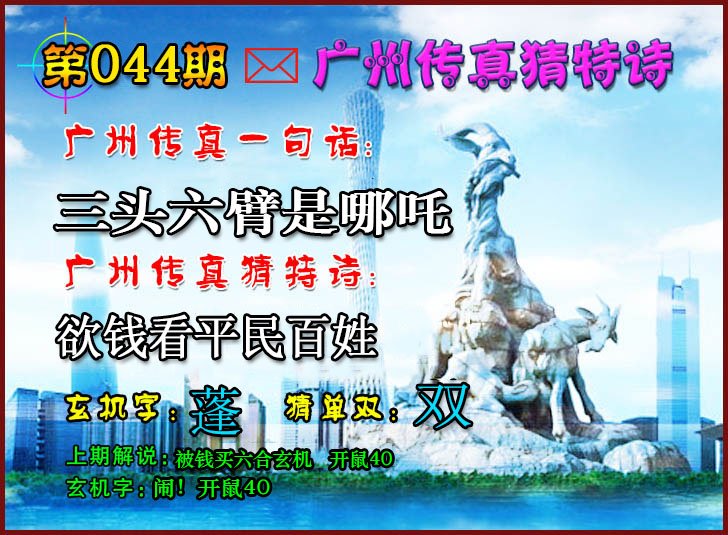 第044期 广州传真猜特诗
广州传真一句话:
三头六臂是哪吒
广州传真猜特诗:
欲钱看平民百姓
玄机字:蓬 猜单双:双
上期解说:被钱买六合玄机 开鼠40
玄机字:闹!开鼠40